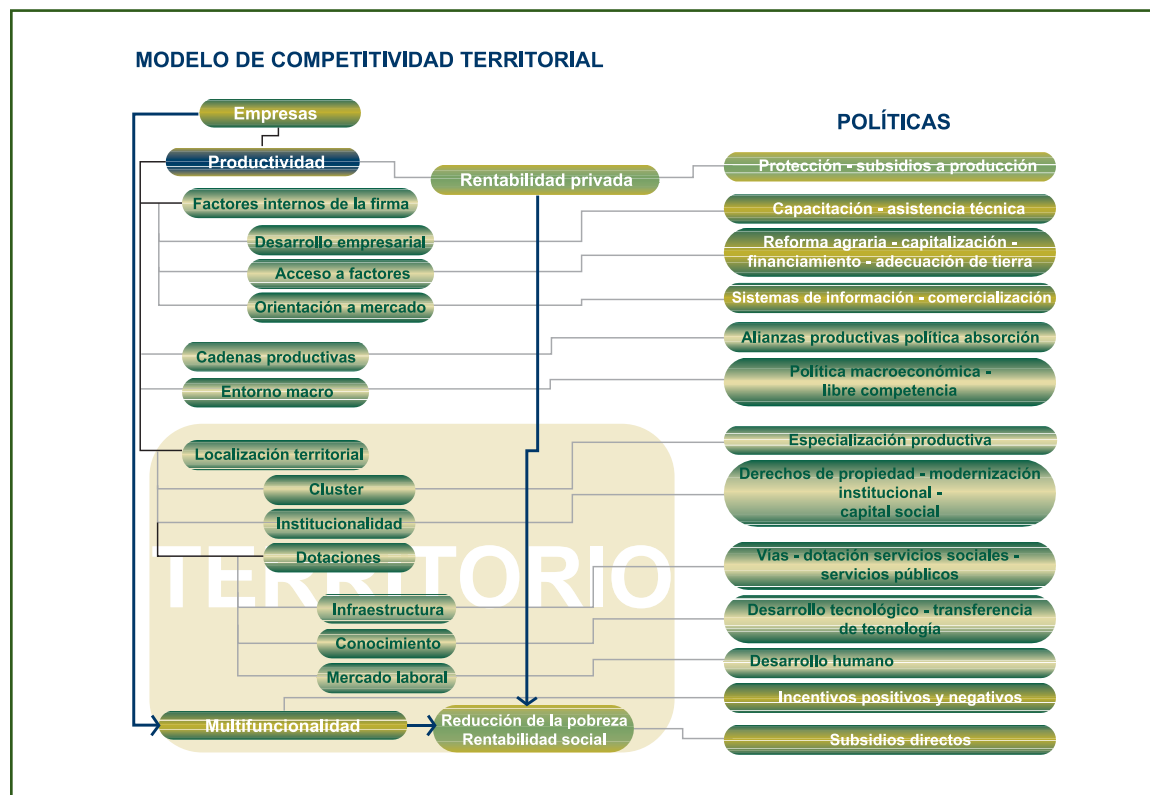 MODELO DE COMPETITIVIDAD TERRITORIAL
Empresas
POLÍTICAS
Productividad
Rentabilidad privada
Protección - subsidios a producción
Factores internos de la firma
Capacitación - asistencia técnica
Desarrollo empresarial
Reforma agraria - capitalización -
financiamiento - adecuación de tierra
Acceso a factores
Orientación a mercado
Sistemas de información - comercialización
Cadenas productivas
Alianzas productivas política absorción
Entorno macro
Política macroeconómica -
libre competencia
Localización territorial
Especialización productiva
Cluster
Derechos de propiedad - modernización
institucional -
capital social
Institucionalidad
Dotaciones
TERRITORIO
Vías - dotación servicios sociales -
servicios públicos
Infraestructura
Desarrollo tecnológico - transferencia
de tecnología
Conocimiento
Mercado laboral
Desarrollo humano
Incentivos positivos y negativos
Multifuncionalidad
Reducción de la pobreza
Rentabilidad social
Subsidios directos